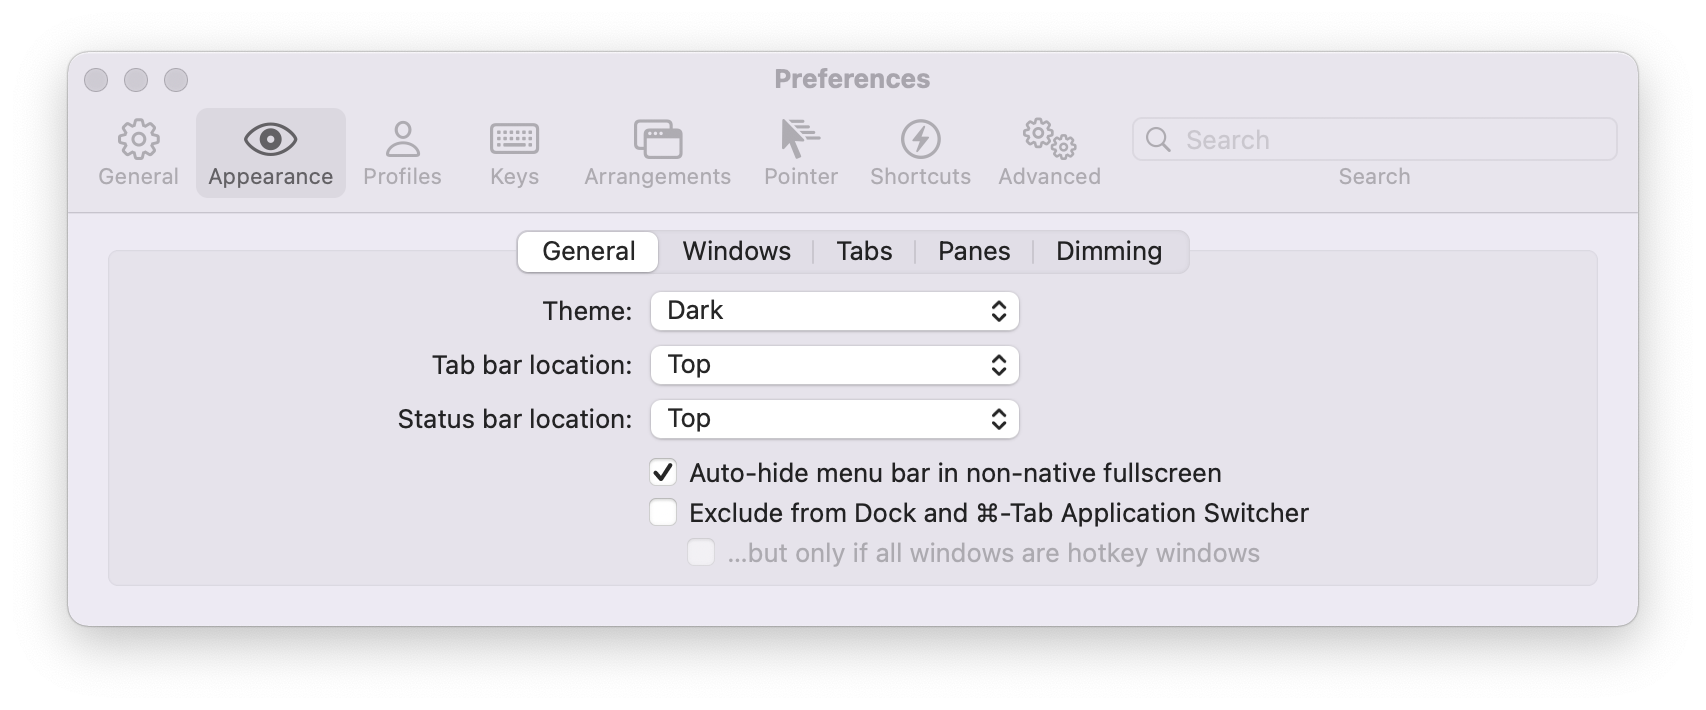 Preferences
General Appearance Profiles Keys Arrangements Pointer Shortcuts Advanced Search
Search
General Windows Tabs Panes Dimming
Theme: Dark
Tab bar location: Top
Status bar location: Top
Auto-hide menu bar in non-native fullscreen
Exclude from Dock and ⌘-Tab Application Switcher
...but only if all windows are hotkey windows